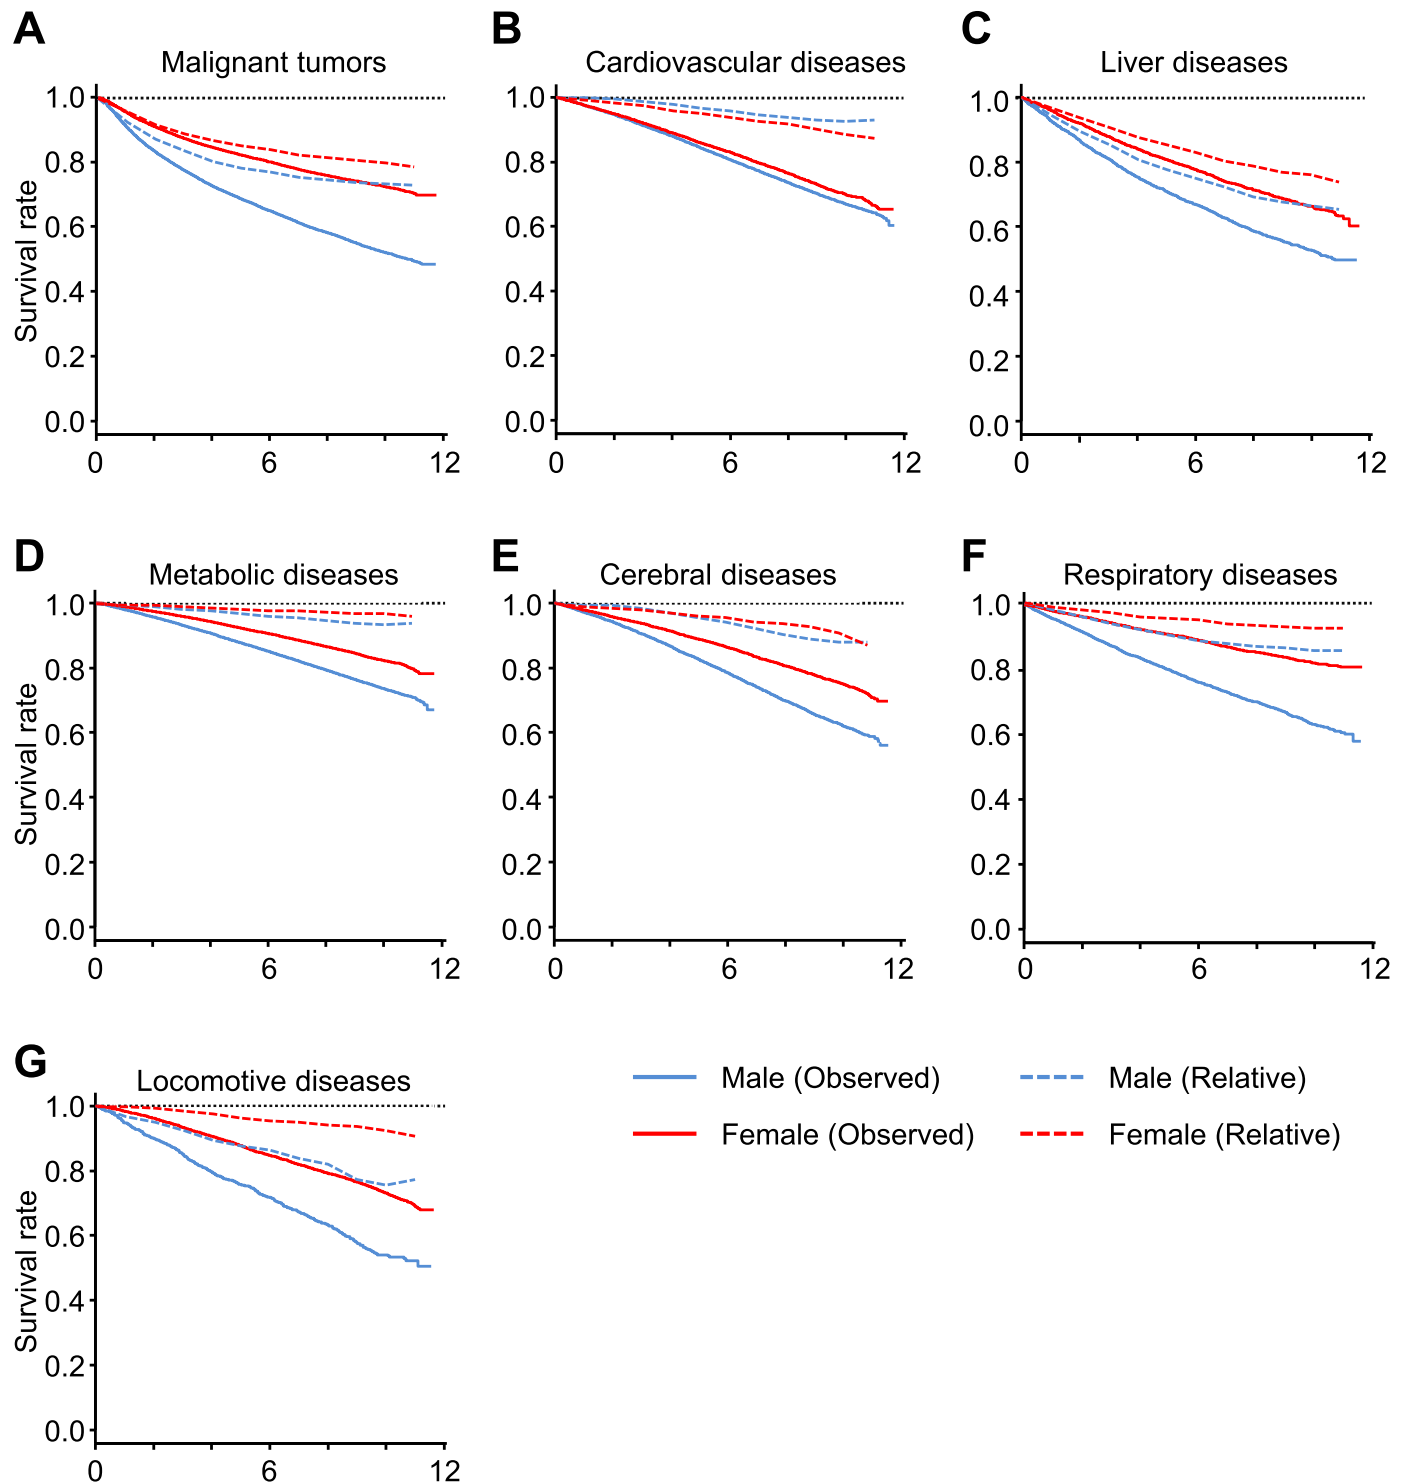 A
Malignant tumors
1.0
0.8
0.6
0.4
0.2
0.0
Survival rate
0 6 12
B
Cardiovascular diseases
1.0
0.8
0.6
0.4
0.2
0.0
0 6 12
C
Liver diseases
1.0
0.8
0.6
0.4
0.2
0.0
0 6 12
D
Metabolic diseases
1.0
0.8
0.6
0.4
0.2
0.0
Survival rate
0 6 12
E
Cerebral diseases
1.0
0.8
0.6
0.4
0.2
0.0
0 6 12
F
Respiratory diseases
1.0
0.8
0.6
0.4
0.2
0.0
0 6 12
G
Locomotive diseases
1.0
0.8
0.6
0.4
0.2
0.0
Survival rate
0 6 12
Male (Observed)
Male (Relative)
Female (Observed)
Female (Relative)